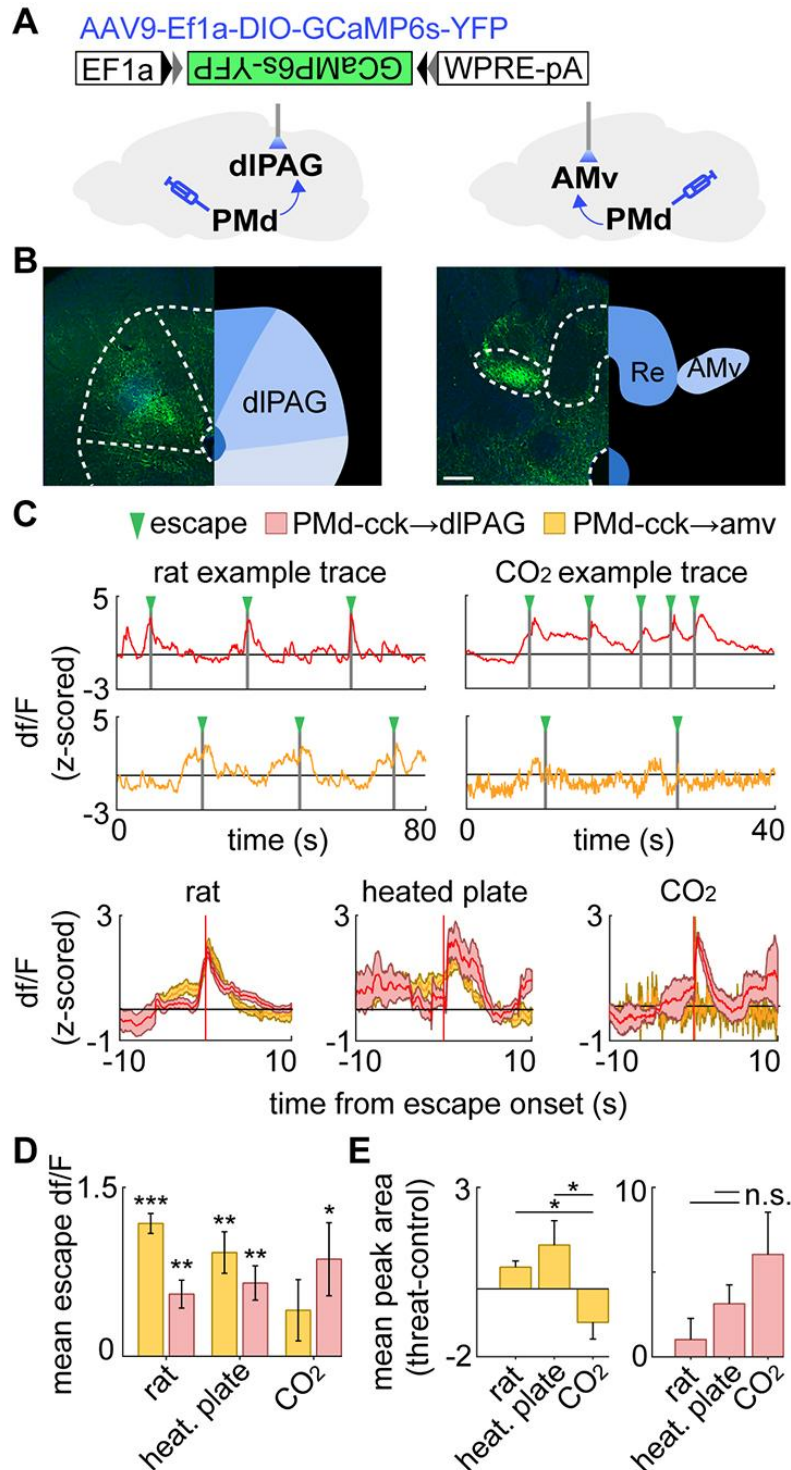 A
AAV9-Ef1a-DIO-GCaMP6s-YFP
EF1a GCaMP6s-YFP WPRE-pA
dlPAG AMv
PMd PMd
B
dlPAG Re AMv
C
escape PMd-cck→dlPAG PMd-cck→amv
rat example trace CO2 example trace
5
-3
5
df/F
(z-scored)
-3
0 time (s) 80 0 time (s) 40
rat heated plate CO2
3 3 3
df/F
(z-scored)
-1 -1 -1
-10 10 -10 10 -10 10
time from escape onset (s)
D E
1.5 3 10
*** ** ** ** * * * n.s.
mean escape df/F
mean peak area
(threat-control)
0 -2 0
rat heat. plate CO2 rat heat. plate CO2 rat heat. plate CO2